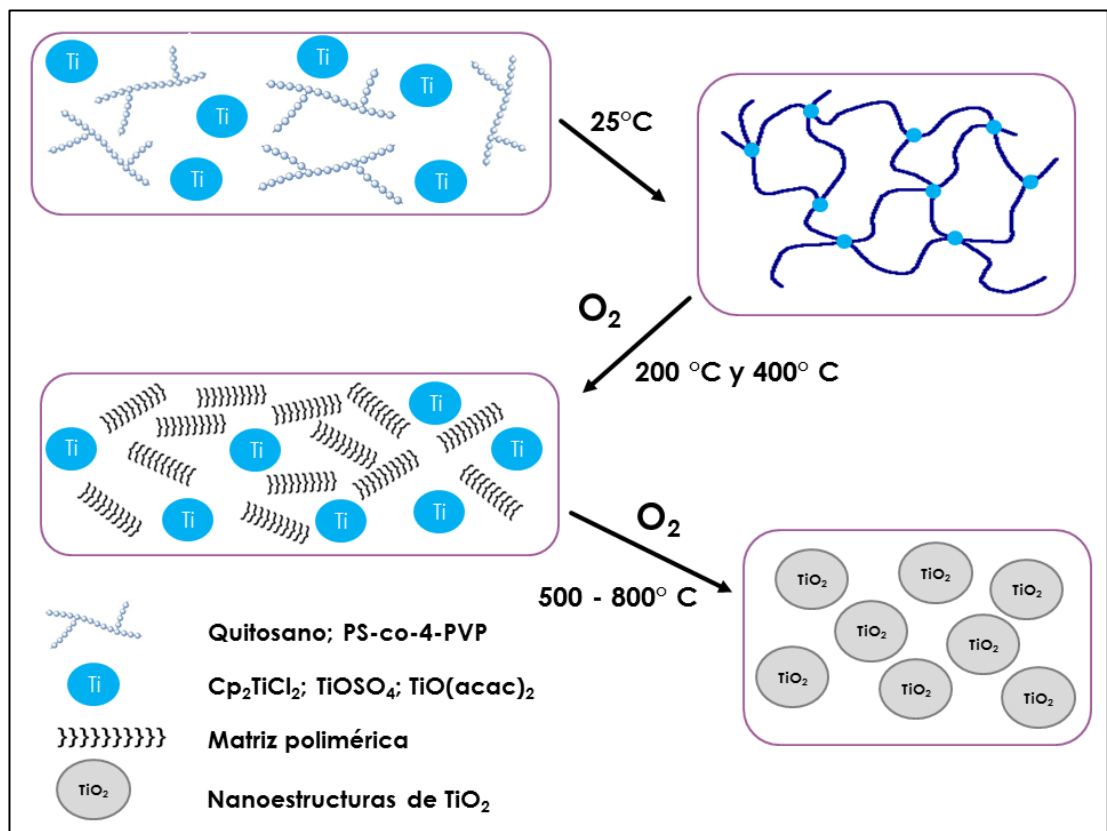 Ti
Ti
Ti
Ti
Ti
Ti
25°C
O₂
200 °C y 400° C
Ti
Ti
Ti
Ti
Ti
Ti
Ti
O₂
500 - 800° C
TiO₂
TiO₂
TiO₂
TiO₂
TiO₂
TiO₂
TiO₂
TiO₂
Quitosano; PS-co-4-PVP
Ti
Cp₂TiCl₂; TiOSO₄; TiO(acac)₂
}}}}}}}}}} Matriz polimérica
TiO₂
Nanoestructuras de TiO₂